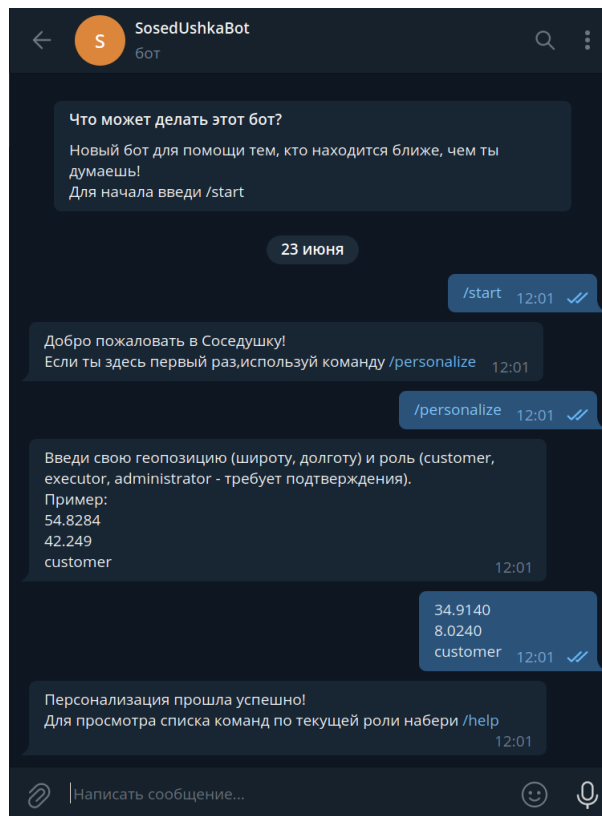 SosedUshkaBot
S
бот
Что может делать этот бот?
Новый бот для помощи тем, кто находится ближе, чем ты
думаешь!
Для начала введи /start
23 июня
/start 12:01
Добро пожаловать в Соседушку!
Если ты здесь первый раз,используй команду /personalize 12:01
/personalize 12:01
Введи свою геопозицию (широту, долготу) и роль (customer,
executor, administrator - требует подтверждения).
Пример:
54.8284
42.249
customer
12:01
34.9140
8.0240
customer 12:01
Персонализация прошла успешно!
Для просмотра списка команд по текущей роли набери /help
12:01
Написать сообщение...